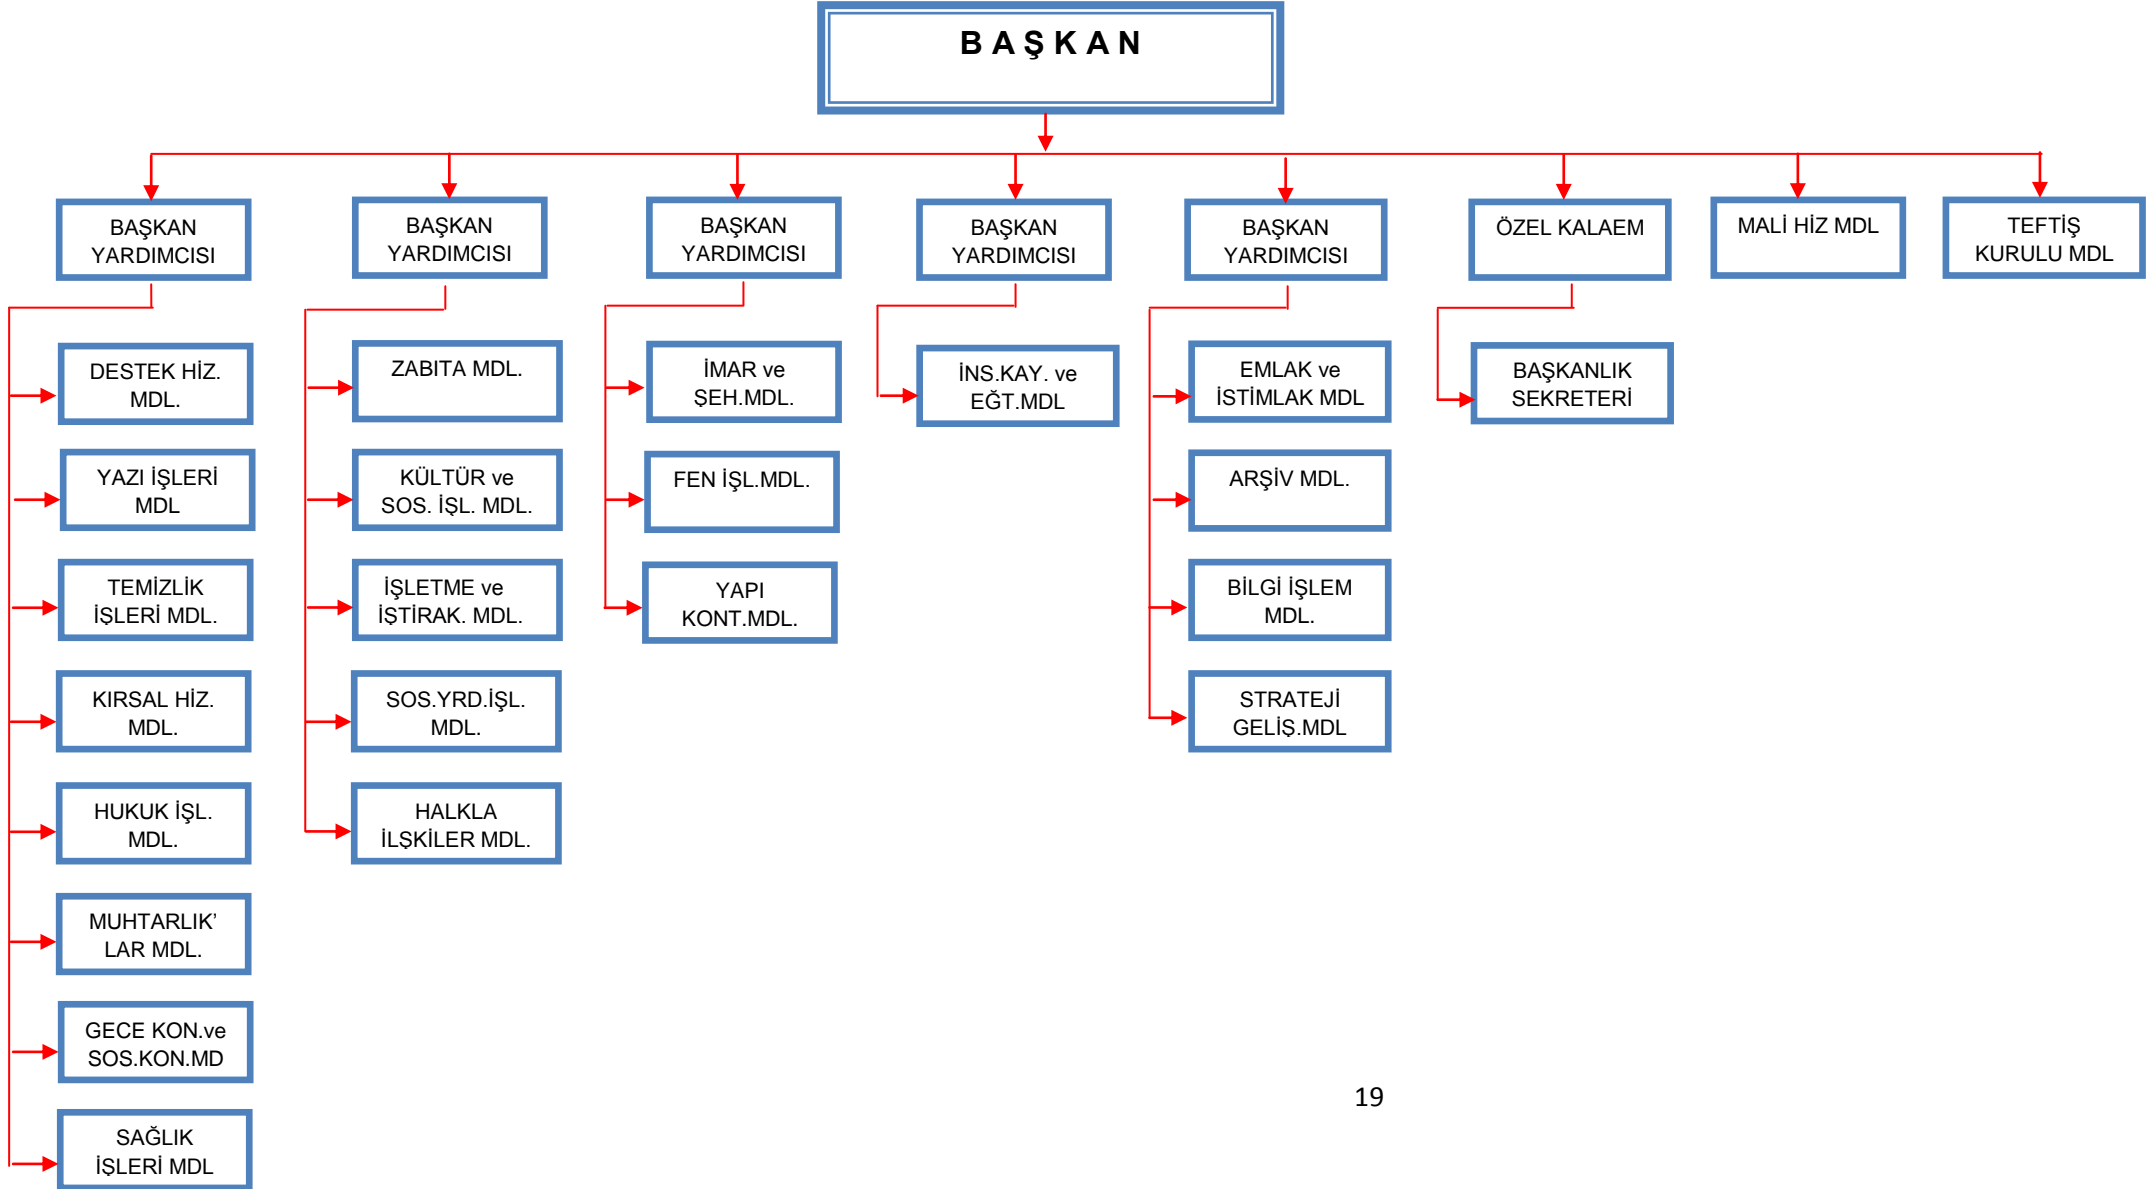 B A Ş K A N
BAŞKAN
YARDIMCISI
BAŞKAN
YARDIMCISI
BAŞKAN
YARDIMCISI
BAŞKAN
YARDIMCISI
BAŞKAN
YARDIMCISI
ÖZEL KALAEM
MALİ HİZ MDL
TEFTİŞ
KURULU MDL
DESTEK HİZ.
MDL.
ZABITA MDL.
İMAR ve
ŞEH.MDL.
İNS.KAY. ve
EĞT.MDL
EMLAK ve
İSTİMLAK MDL
BAŞKANLIK
SEKRETERİ
YAZI İŞLERİ
MDL
KÜLTÜR ve
SOS. İŞL. MDL.
FEN İŞL.MDL.
ARŞİV MDL.
TEMİZLİK
İŞLERİ MDL.
İŞLETME ve
İŞTİRAK. MDL.
YAPI
KONT.MDL.
BİLGİ İŞLEM
MDL.
KIRSAL HİZ.
MDL.
SOS.YRD.İŞL.
MDL.
STRATEJİ
GELİŞ.MDL
HUKUK İŞL.
MDL.
HALKLA
İLŞKİLER MDL.
MUHTARLIK’
LAR MDL.
GECE KON.ve
SOS.KON.MD
SAĞLIK
İŞLERİ MDL
19